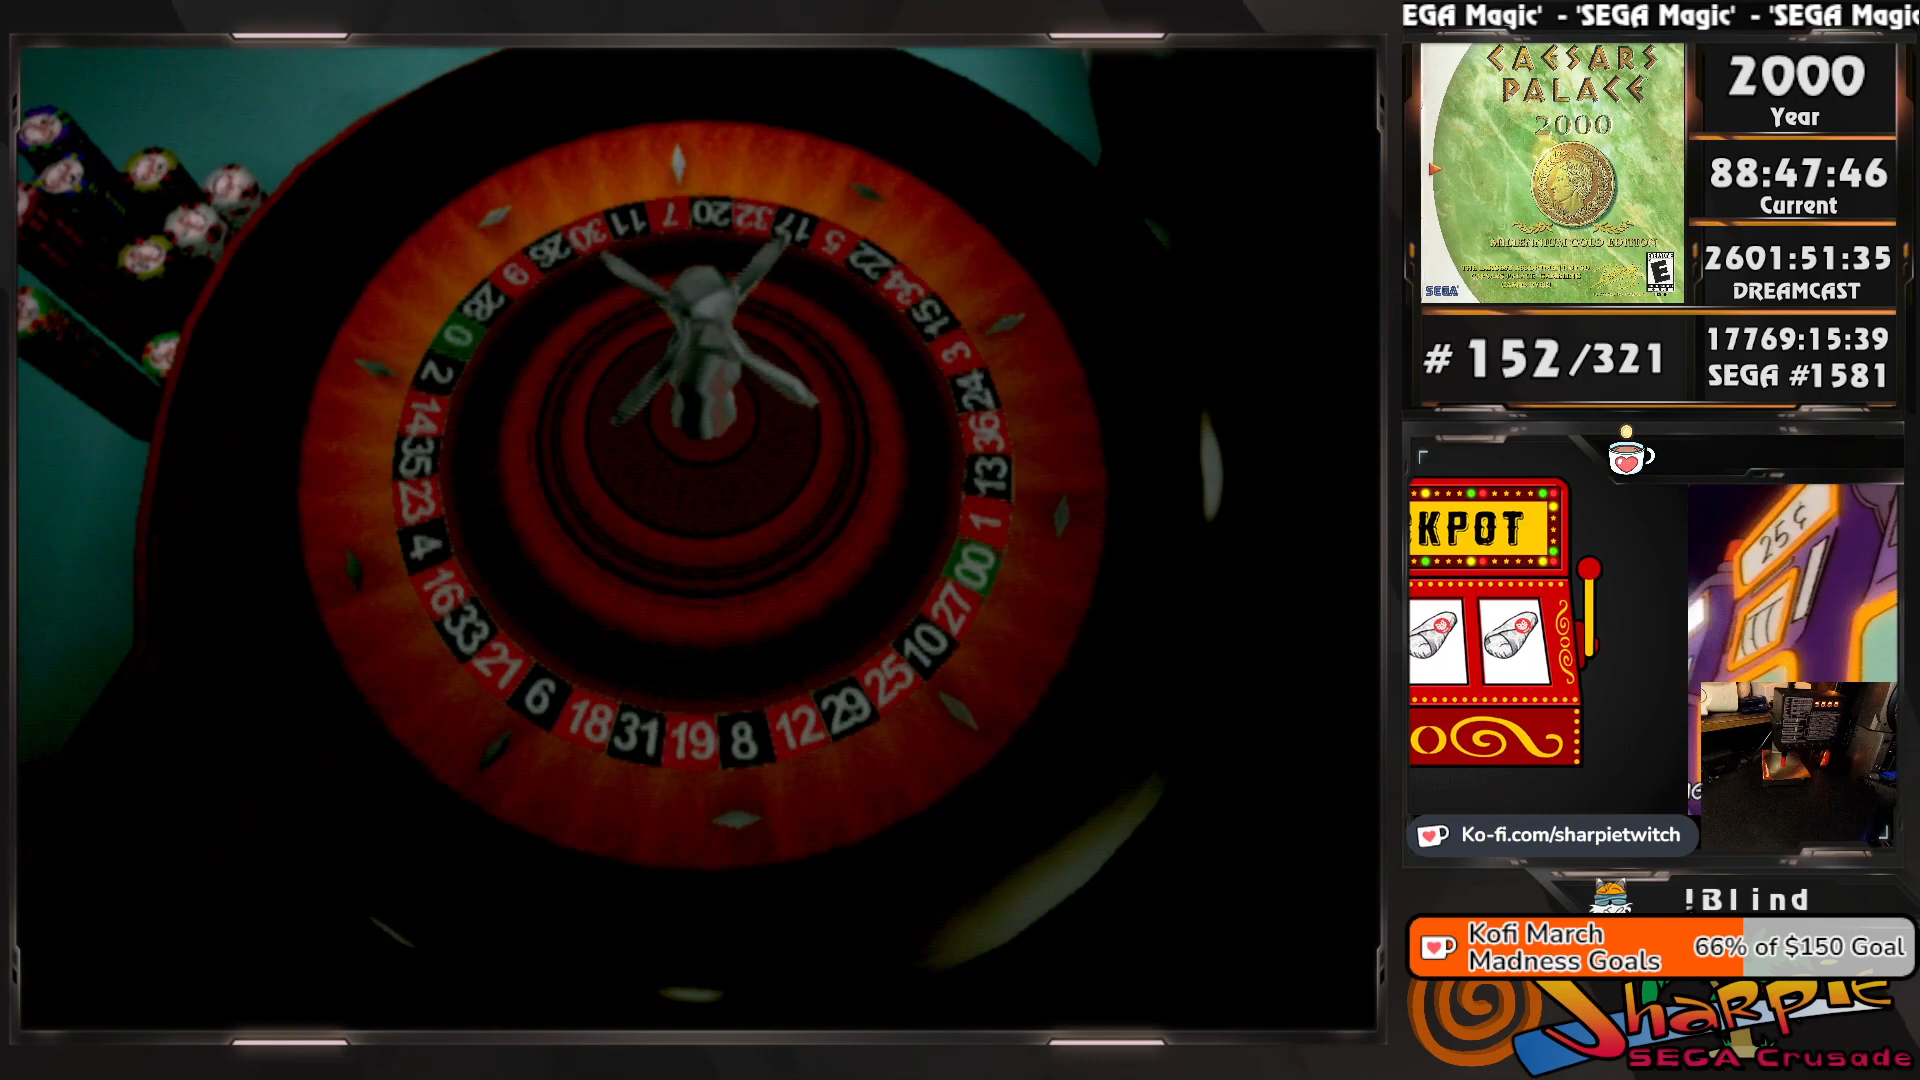 EGA Magic' - 'SEGA Magic' - 'SEGA Magic
CAESARS
PALACE
2000
MILLENNIUM GOLD EDITION
SEGA
E
2000
Year
88:47:46
Current
2601:51:35
DREAMCAST
# 152/321
17769:15:39
SEGA #1581
20 32 17 5 22 34 15 3 24 36 13 1 00 27 10 25 29 12 8 19 31 18 6 21 33 16 4 23 35 14 2 0 28 9 26 30 11 7
KPOT
25¢
Ko-fi.com/sharpietwitch
!Blind
Kofi March
Madness Goals
66% of $150 Goal
Sharpie
SEGA Crusade